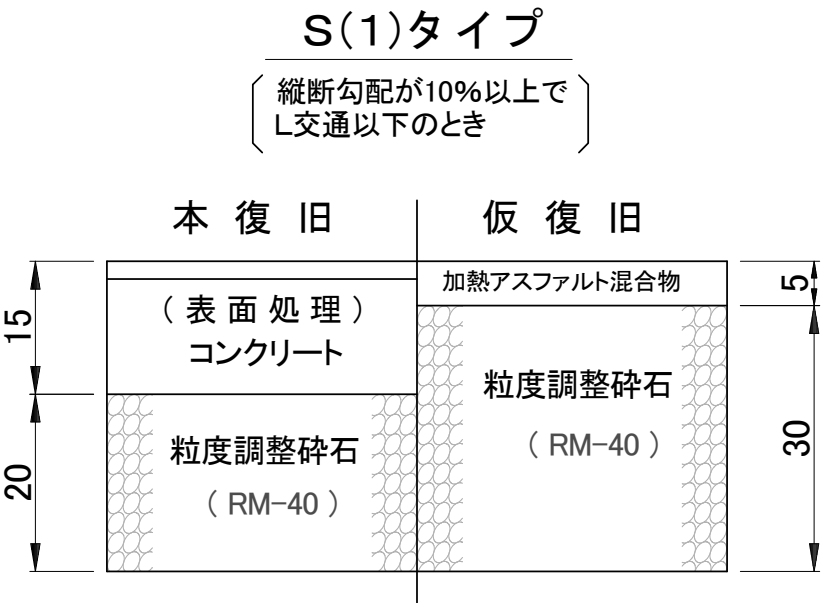 S(1)タイプ
縦断勾配が10%以上で
L交通以下のとき
本復旧
仮復旧
15
20
(表面処理)
コンクリート
粒度調整砕石
(RM-40)
加熱アスファルト混合物
粒度調整砕石
(RM-40)
5
30